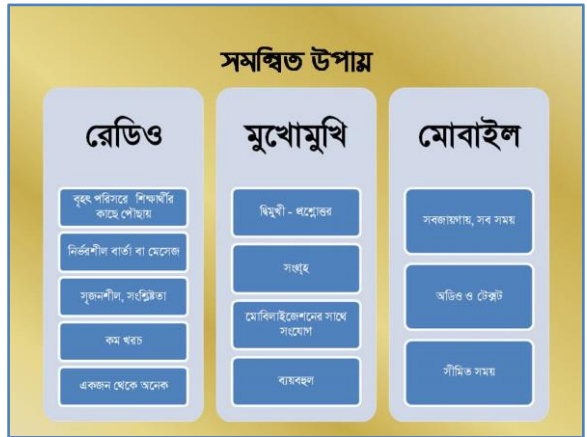 সমন্বিত উপায়
রেডিও
বৃহৎ পরিসরে শিক্ষার্থীর
কাছে পৌছায়
নির্ভরশীল বার্তা বা মেসেজ
সৃজনশীল, সংশ্লিষ্টতা
কম খরচ
একজন থেকে অনেক
মুখোমুখি
দ্বিমুখী - প্রশ্নোত্তর
সংগৃহ
মোবিলাইজেশনের সাথে
সংযোগ
ব্যয়বহুল
মোবাইল
সবজায়গায়, সব সময়
অডিও ও টেক্সট
সীমিত সময়